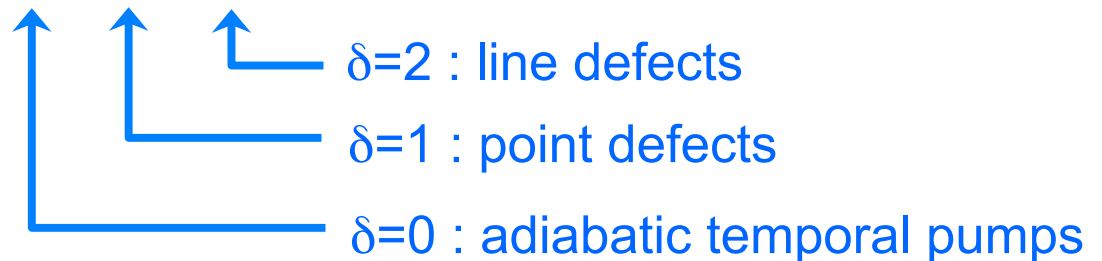 δ=2 : line defects
δ=1 : point defects
δ=0 : adiabatic temporal pumps